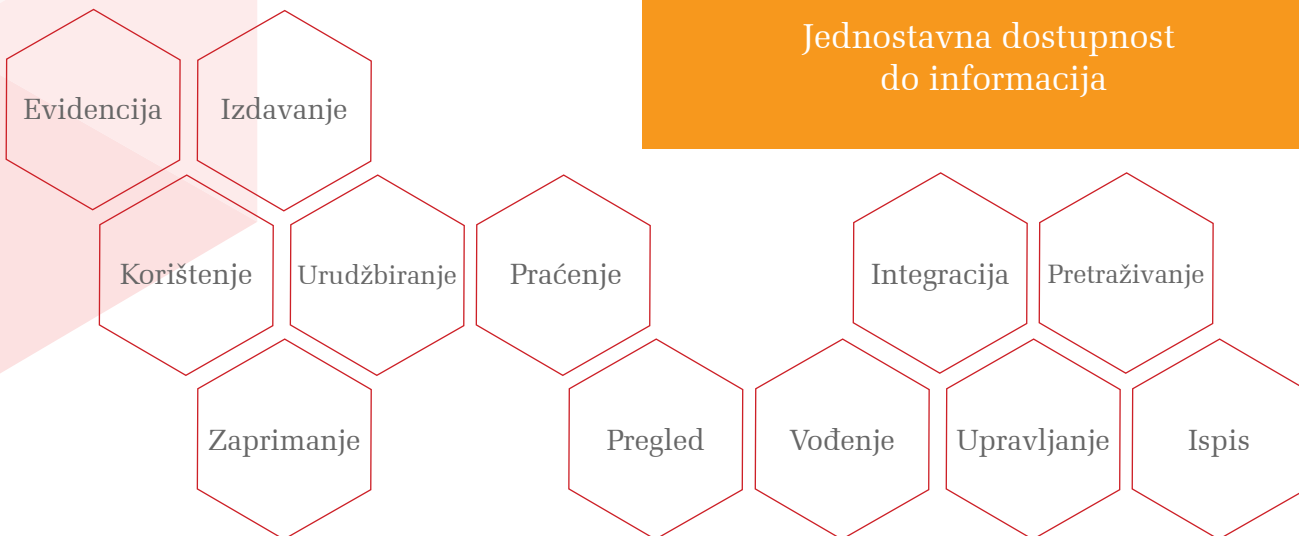 Jednostavna dostupnost
do informacija
Evidencija
Izdavanje
Korištenje
Urudžbiranje
Praćenje
Integracija
Pretraživanje
Zaprimanje
Pregled
Vođenje
Upravljanje
Ispis